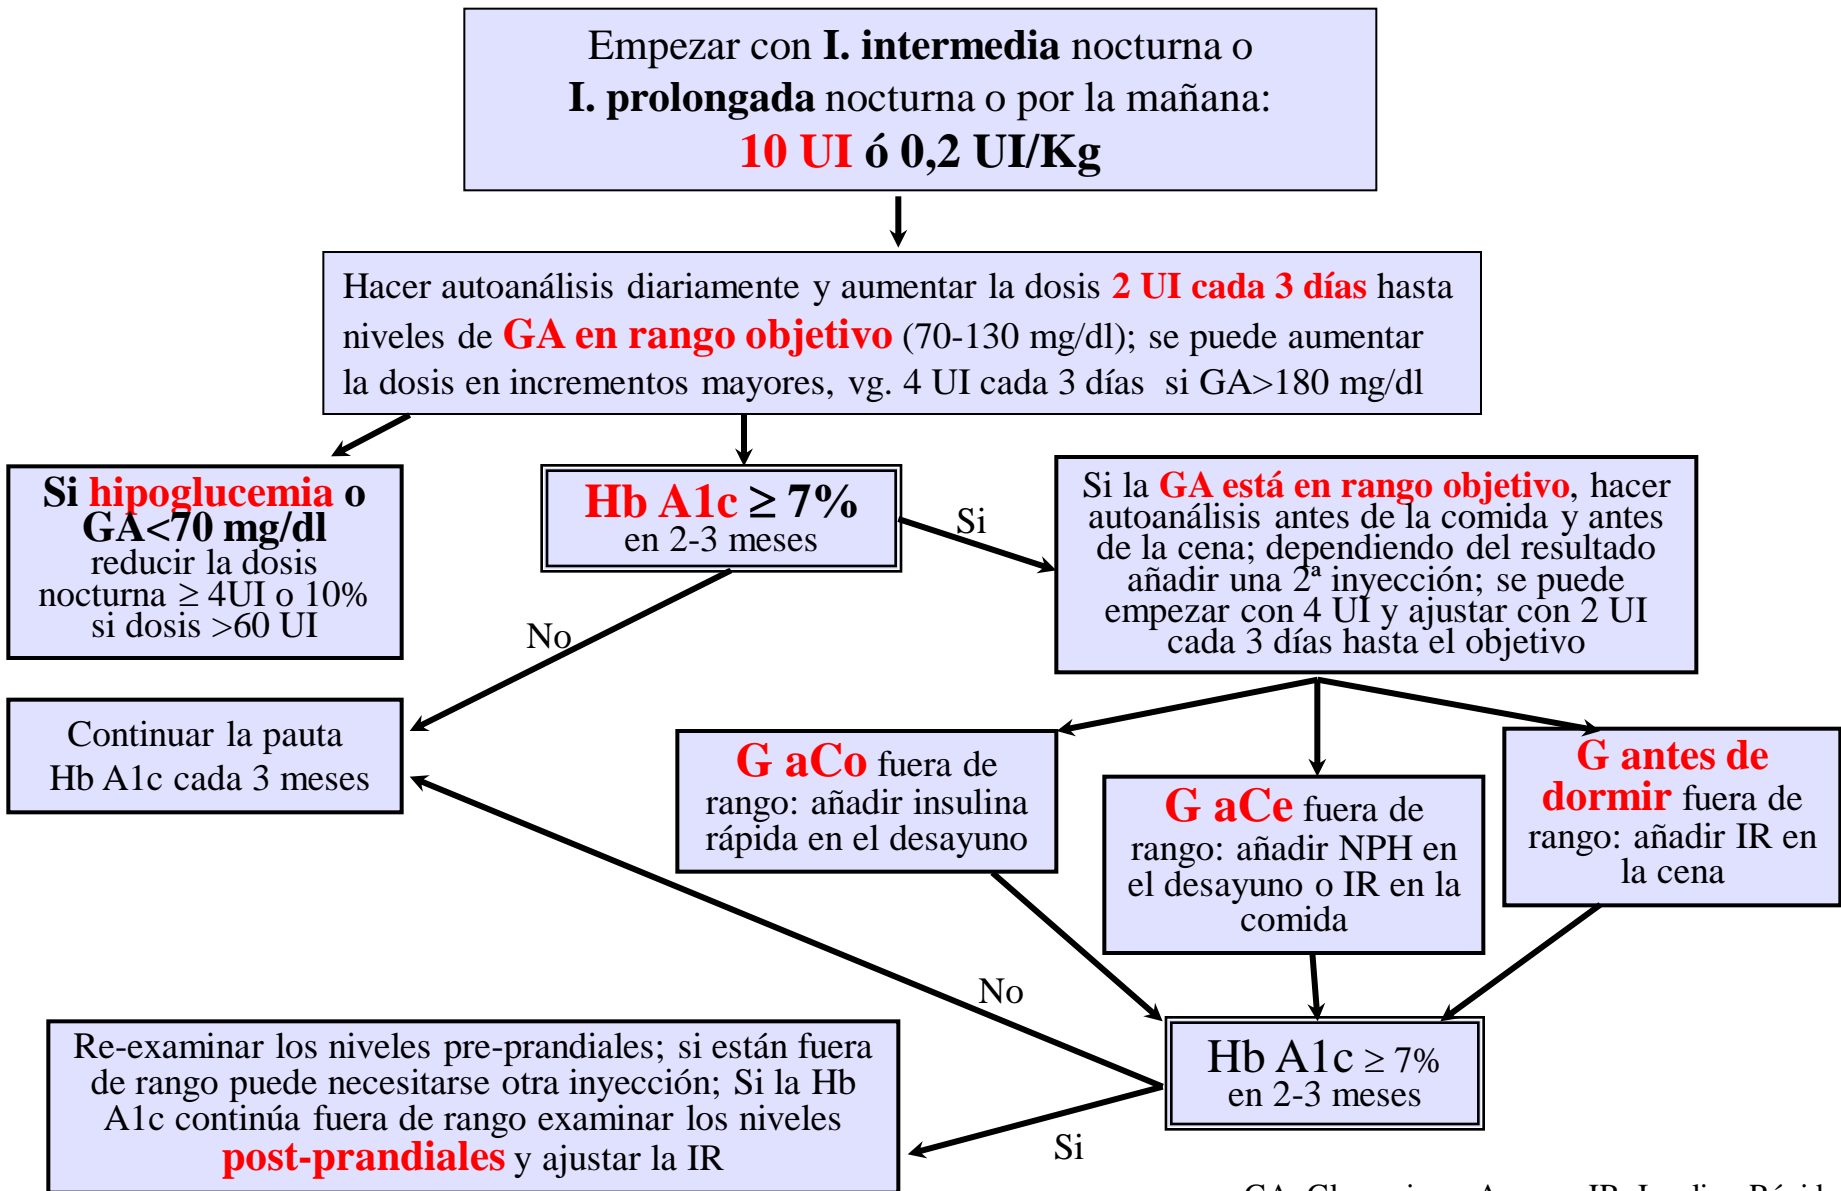 Empezar con I. intermedia nocturna o
I. prolongada nocturna o por la mañana:
10 UI ó 0,2 UI/Kg
Hacer autoanálisis diariamente y aumentar la dosis 2 UI cada 3 días hasta
niveles de GA en rango objetivo (70-130 mg/dl); se puede aumentar
la dosis en incrementos mayores, vg. 4 UI cada 3 días si GA>180 mg/dl
Si hipoglucemia o
GA<70 mg/dl
reducir la dosis
nocturna ≥ 4UI o 10%
si dosis >60 UI
Hb A1c ≥ 7%
en 2-3 meses
Si
Si la GA está en rango objetivo, hacer
autoanálisis antes de la comida y antes
de la cena; dependiendo del resultado
añadir una 2ª inyección; se puede
empezar con 4 UI y ajustar con 2 UI
cada 3 días hasta el objetivo
No
Continuar la pauta
Hb A1c cada 3 meses
G aCo fuera de
rango: añadir insulina
rápida en el desayuno
G aCe fuera de
rango: añadir NPH en
el desayuno o IR en la
comida
G antes de
dormir fuera de
rango: añadir IR en
la cena
No
Re-examinar los niveles pre-prandiales; si están fuera
de rango puede necesitarse otra inyección; Si la Hb
A1c continúa fuera de rango examinar los niveles
post-prandiales y ajustar la IR
Si
Hb A1c ≥ 7%
en 2-3 meses